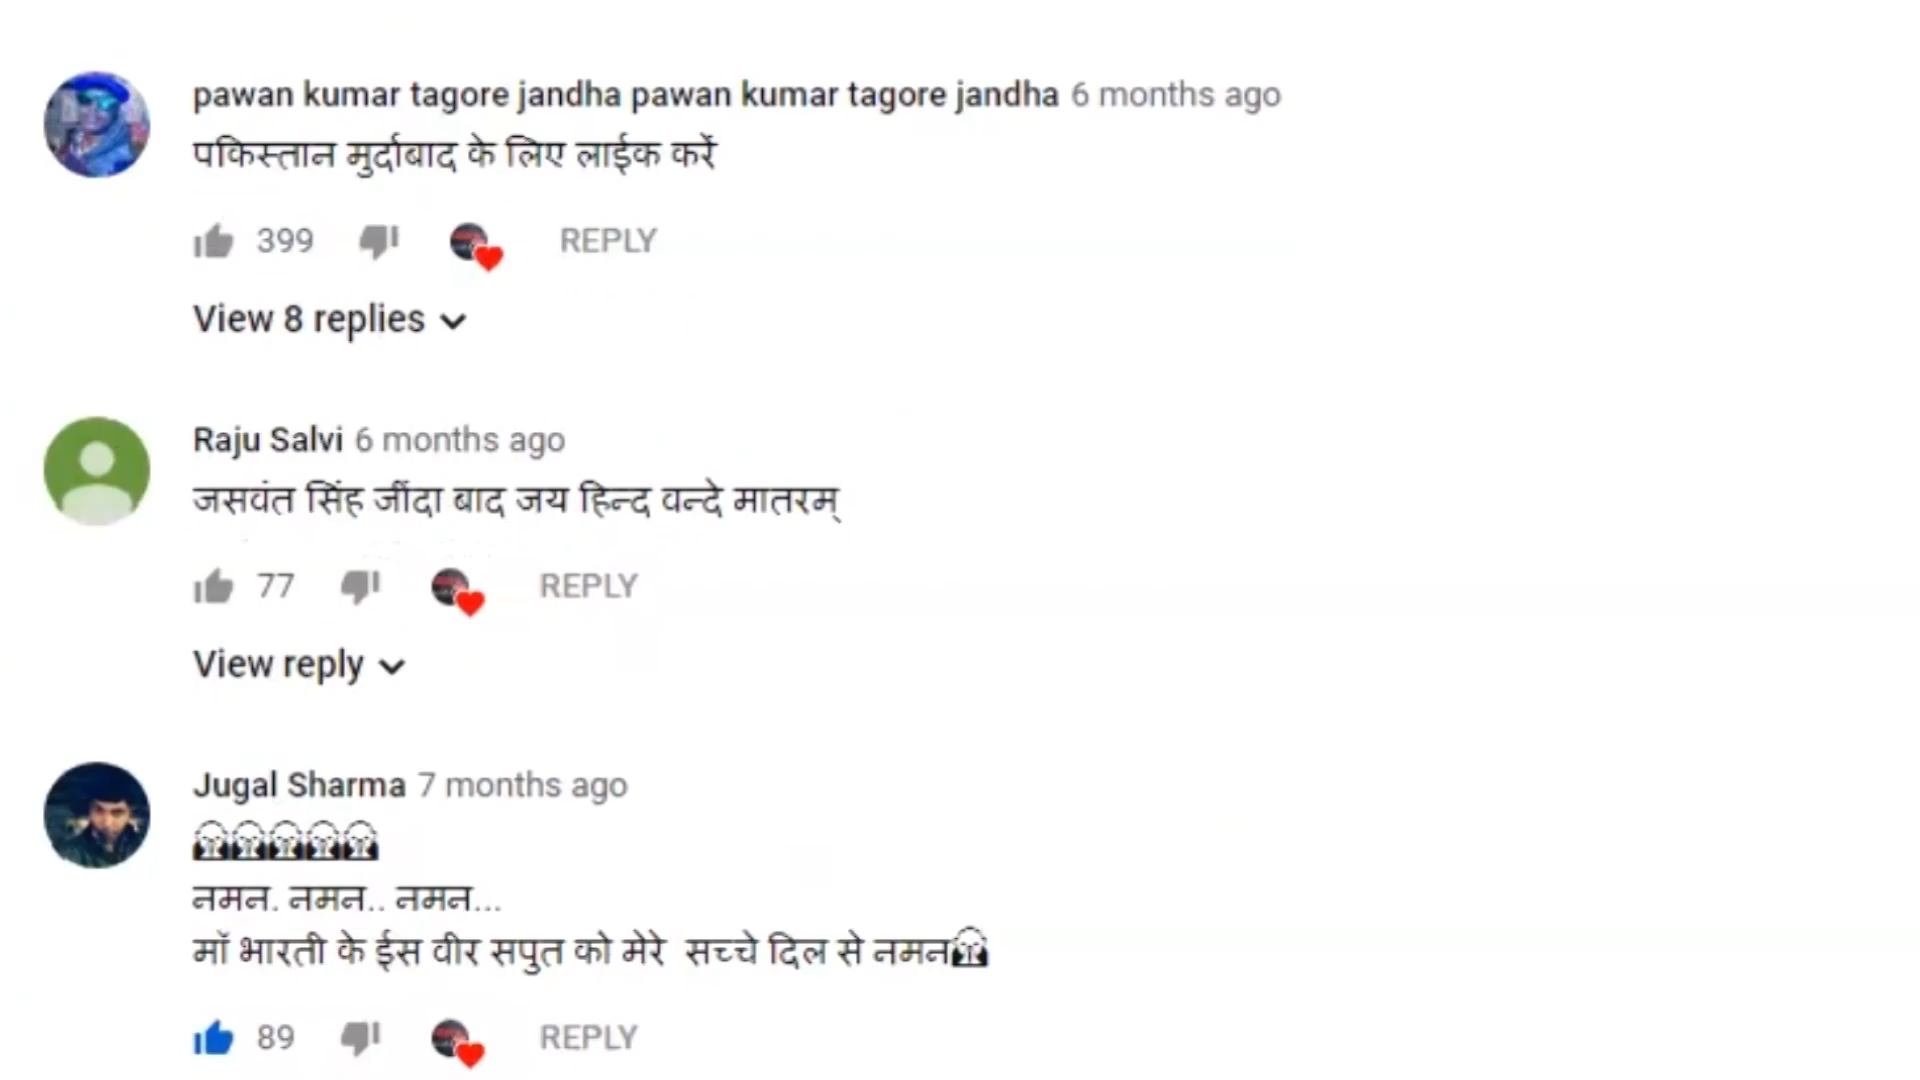 pawan kumar tagore jandha pawan kumar tagore jandha 6 months ago
पकिस्तान मुर्दाबाद के लिए लाईक करें
399 REPLY
View 8 replies
Raju Salvi 6 months ago
जसवंत सिंह जींदा बाद जय हिन्द वन्दे मातरम्
77 REPLY
View reply
Jugal Sharma 7 months ago
नमन. नमन.. नमन...
माॅ भारती के ईस वीर सपुत को मेरे सच्चे दिल से नमन
89 REPLY